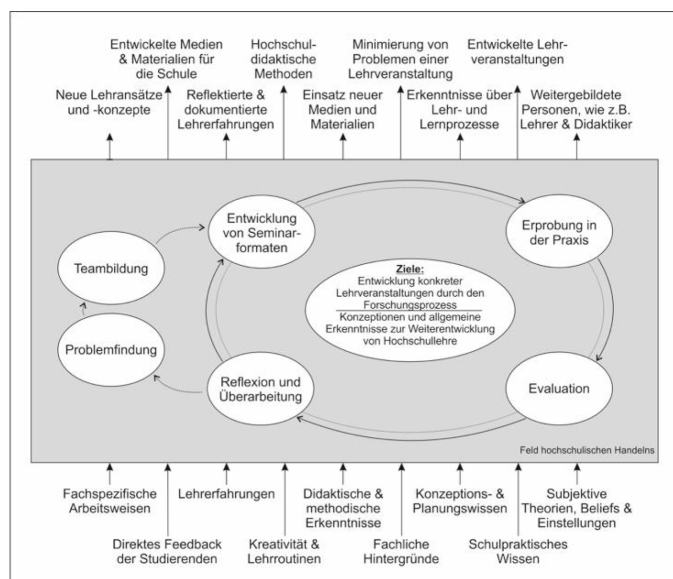 Entwickelte Medien
& Materialien für
die Schule
Hochschul-
didaktische
Methoden
Minimierung von
Problemen einer
Lehrveranstaltung
Entwickelte Lehr-
veranstaltungen
Neue Lehransätze
und -konzepte
Reflektierte &
dokumentierte
Lehrerfahrungen
Einsatz neuer
Medien und
Materialien
Erkenntnisse über
Lehr- und
Lernprozesse
Weitergebildete
Personen, wie z.B.
Lehrer & Didaktiker
Entwicklung
von Seminar-
formaten
Erprobung in
der Praxis
Teambildung
Ziele:
Entwicklung konkreter
Lehrveranstaltungen durch den
Forschungsprozess
Konzeptionen und allgemeine
Erkenntnisse zur Weiterentwicklung
von Hochschullehre
Problemfindung
Reflexion und
Überarbeitung
Evaluation
Feld hochschulischen Handelns
Fachspezifische
Arbeitsweisen
Lehrerfahrungen
Didaktische &
methodische
Erkenntnisse
Konzeptions- &
Planungswissen
Subjektive
Theorien, Beliefs &
Einstellungen
Direktes Feedback
der Studierenden
Kreativität &
Lehrroutinen
Fachliche
Hintergründe
Schulpraktisches
Wissen